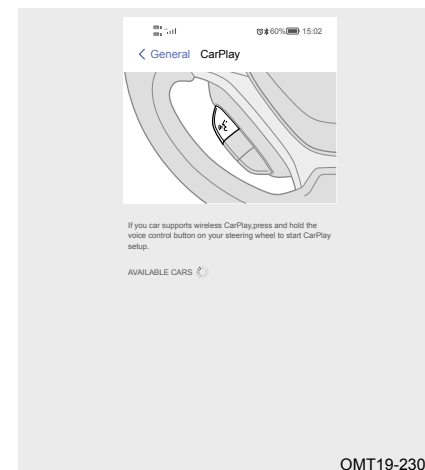 60% 15:02
General CarPlay
If you car supports wireless CarPlay,press and hold the
voice control button on your steering wheel to start CarPlay
setup.
AVAILABLE CARS
OMT19-230